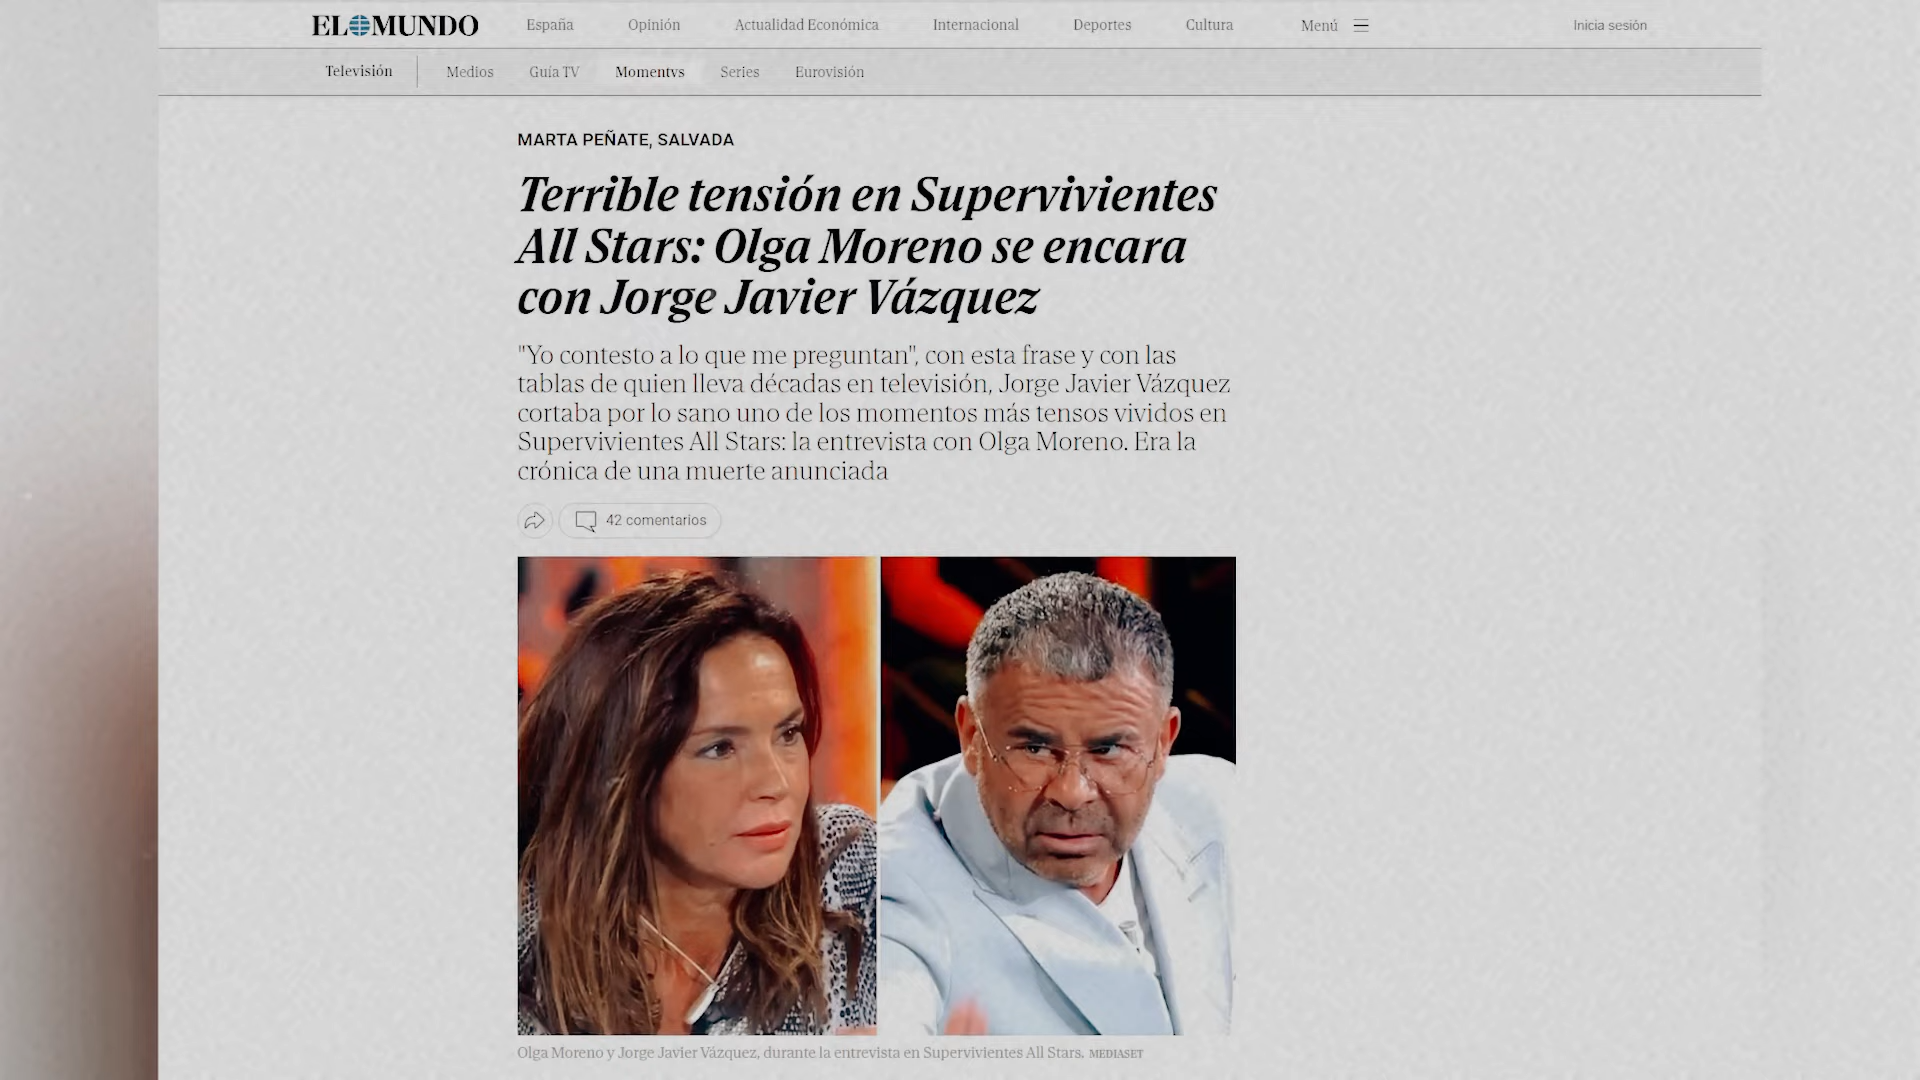 EL MUNDO España Opinión Actualidad Económica Internacional Deportes Cultura Menú Inicia sesión
Televisión Medios Guía TV Momentvs Series Eurovisión
MARTA PEÑATE, SALVADA
Terrible tensión en Supervivientes
All Stars: Olga Moreno se encara
con Jorge Javier Vázquez
"Yo contesto a lo que me preguntan", con esta frase y con las
tablas de quien lleva décadas en televisión, Jorge Javier Vázquez
cortaba por lo sano uno de los momentos más tensos vividos en
Supervivientes All Stars: la entrevista con Olga Moreno. Era la
crónica de una muerte anunciada
42 comentarios
Olga Moreno y Jorge Javier Vázquez, durante la entrevista en Supervivientes All Stars. MEDIASET